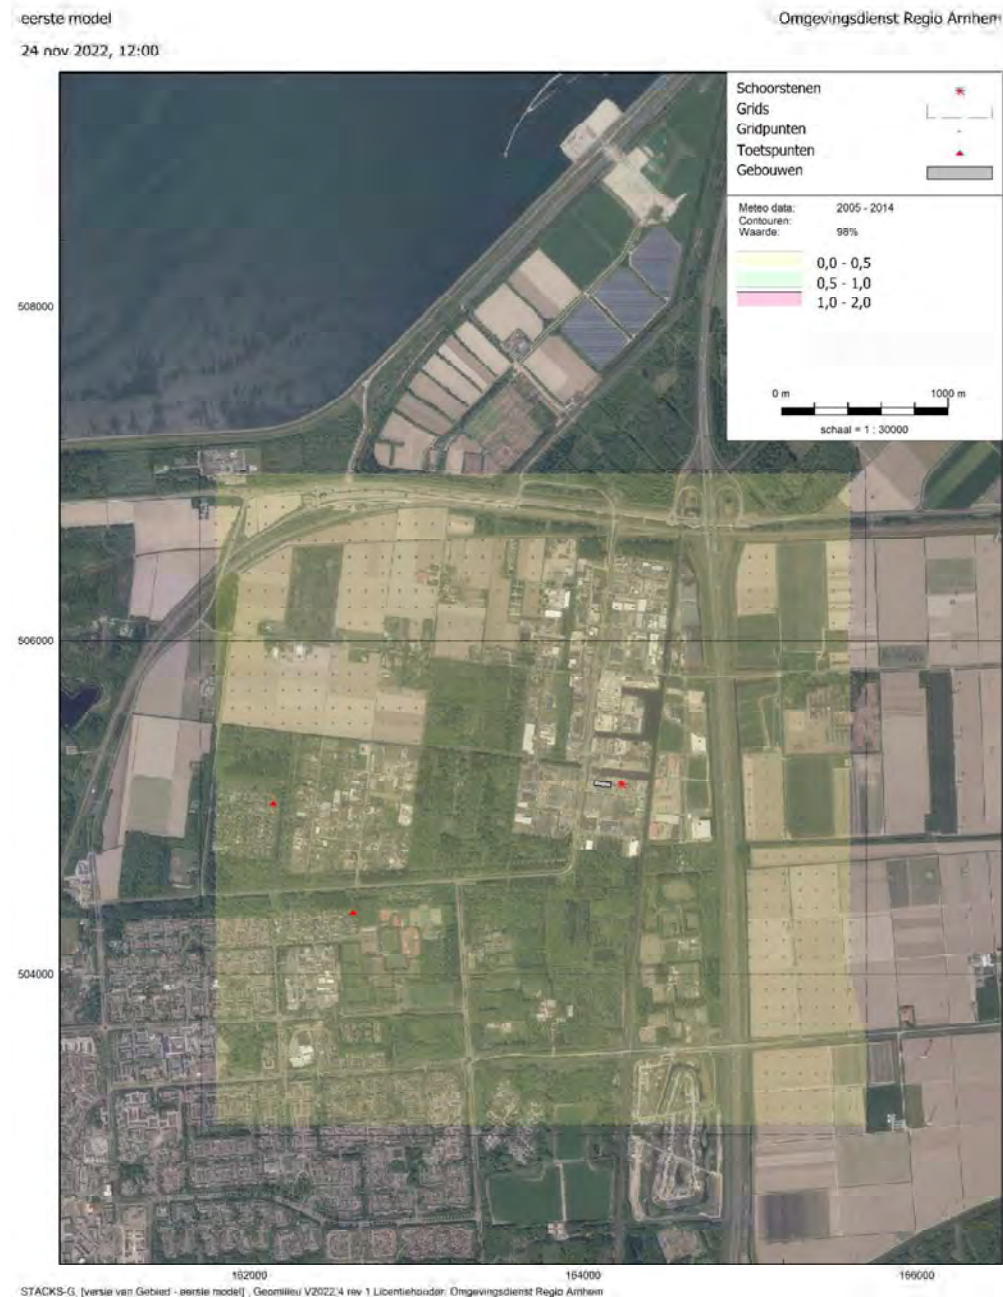 eerste model
Omgevingsdienst Regio Arnhem
24 nov 2022, 12:00
Schoorstenen
Grids
Gridpunten
Toetspunten
Gebouwen
Meteo data: 2005 - 2014
Contouren:
Waarde: 98%
0,0 - 0,5
0,5 - 1,0
1,0 - 2,0
0 m 1000 m
schaal = 1 : 30000
508000
506000
504000
162000 164000 166000
STACKS-G, [versie van Gebied - eerste model] , Geomilieu V2022.4 rev 1 Licentiehouder: Omgevingsdienst Regio Arnhem